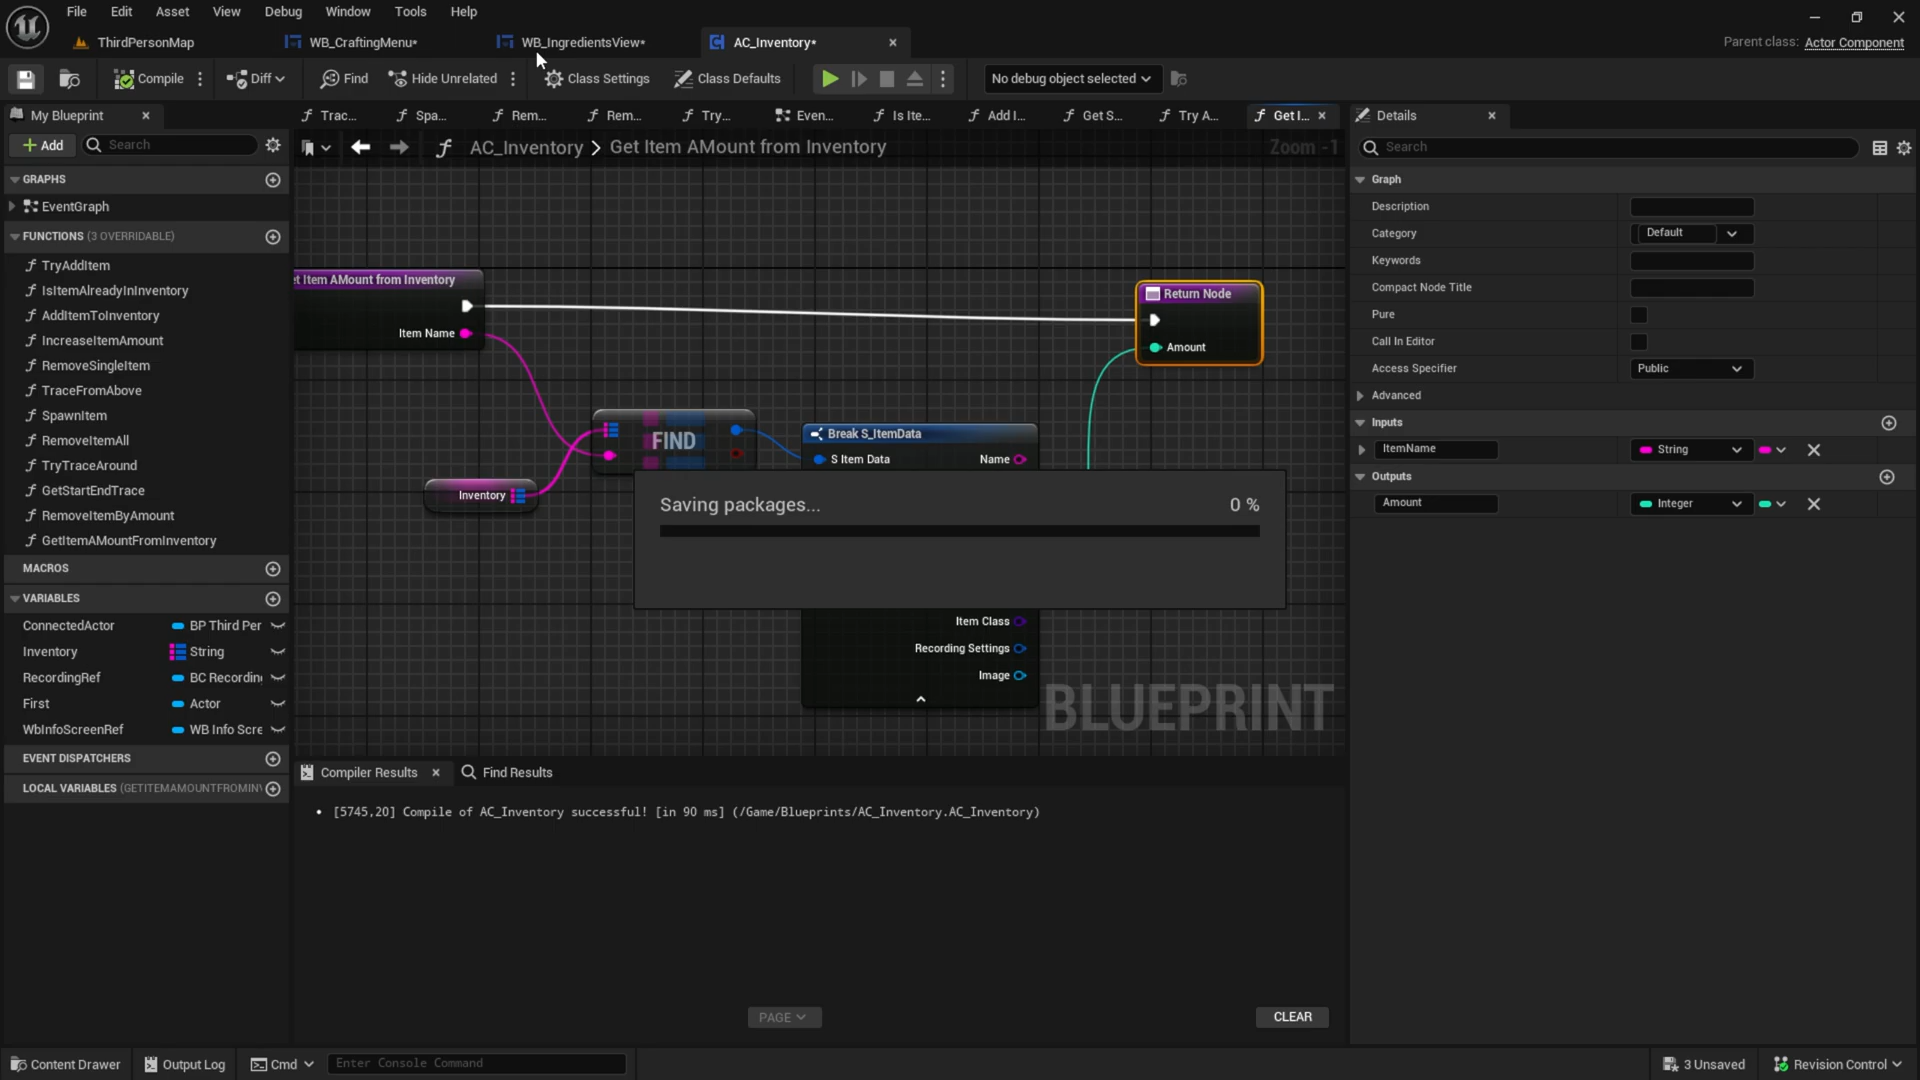 File Edit Asset View Debug Window Tools Help
ThirdPersonMap WB_CraftingMenu* WB_IngredientsView* AC_Inventory*
Parent class: Actor Component
Compile Diff Find Hide Unrelated Class Settings Class Defaults No debug object selected
My Blueprint
Trac... Spa... Rem... Rem... Try... Even... Is Ite... Add I... Get S... Try A... Get I...
Details
Add Search
AC_Inventory > Get Item AMount from Inventory
Zoom -1
Search
GRAPHS
EventGraph
FUNCTIONS (3 OVERRIDABLE)
TryAddItem
IsItemAlreadyInInventory
AddItemToInventory
IncreaseItemAmount
RemoveSingleItem
TraceFromAbove
SpawnItem
RemoveItemAll
TryTraceAround
GetStartEndTrace
RemoveItemByAmount
GetItemAMountFromInventory
MACROS
VARIABLES
ConnectedActor BP Third Per
Inventory String
RecordingRef BC Recording
First Actor
WbInfoScreenRef WB Info Scre
EVENT DISPATCHERS
LOCAL VARIABLES (GETITEMAMOUNTFROMINV
et Item AMount from Inventory
Item Name
Return Node
Amount
FIND
Inventory
Break S_ItemData
S Item Data Name
Saving packages... 0 %
Item Class
Recording Settings
Image
BLUEPRINT
Graph
Description
Category Default
Keywords
Compact Node Title
Pure
Call In Editor
Access Specifier Public
Advanced
Inputs
ItemName String
Outputs
Amount Integer
Compiler Results Find Results
[5745,20] Compile of AC_Inventory successful! [in 90 ms] (/Game/Blueprints/AC_Inventory.AC_Inventory)
PAGE CLEAR
Content Drawer Output Log Cmd Enter Console Command 3 Unsaved Revision Control